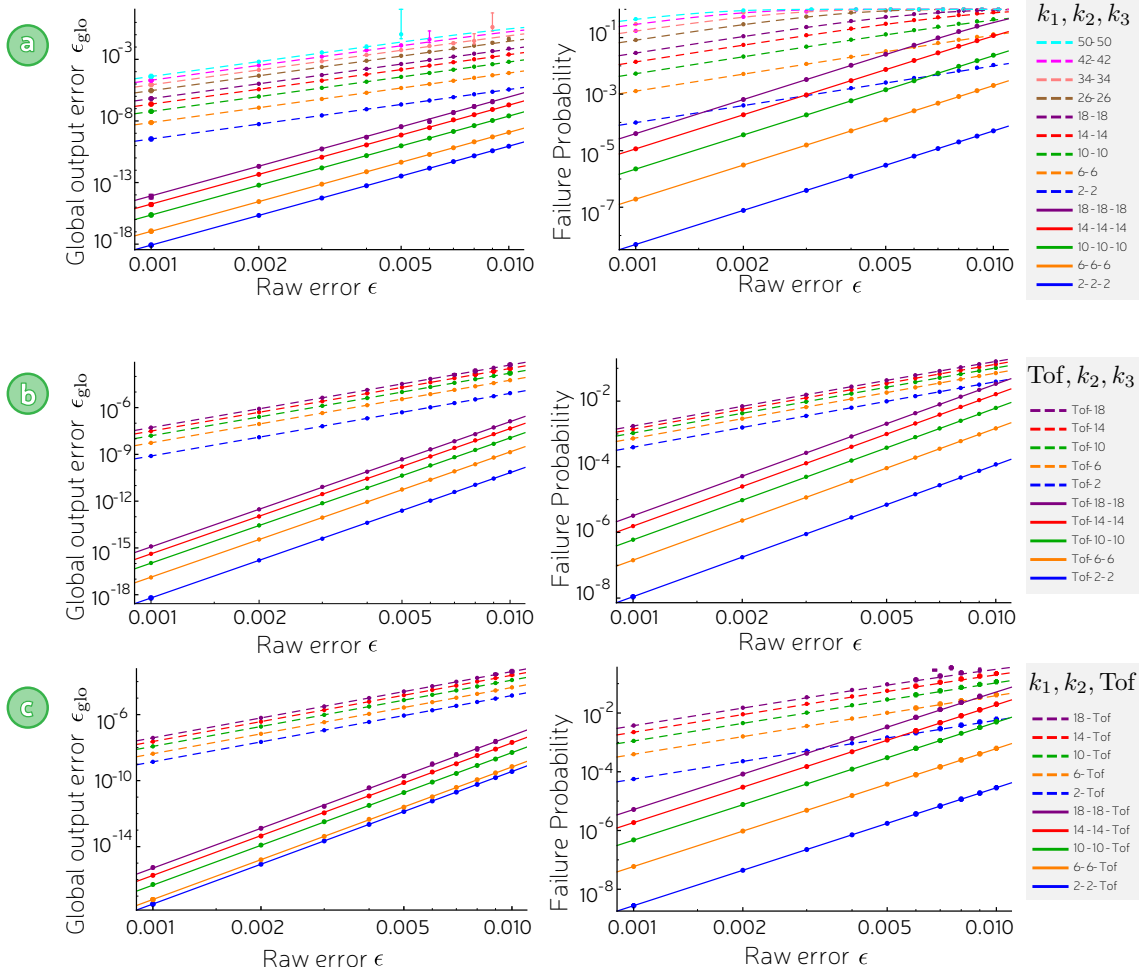 a
Global output error ϵglo
10-3
10-8
10-13
10-18
0.001
0.002
0.005
0.010
Raw error ϵ
Failure Probability
10-1
10-3
10-5
10-7
0.001
0.002
0.005
0.010
Raw error ϵ
k1, k2, k3
50-50
42-42
34-34
26-26
18-18
14-14
10-10
6-6
2-2
18-18-18
14-14-14
10-10-10
6-6-6
2-2-2
b
Global output error ϵglo
10-6
10-9
10-12
10-15
10-18
0.001
0.002
0.005
0.010
Raw error ϵ
Failure Probability
10-2
10-4
10-6
10-8
0.001
0.002
0.005
0.010
Raw error ϵ
Tof, k2, k3
Tof-18
Tof-14
Tof-10
Tof-6
Tof-2
Tof-18-18
Tof-14-14
Tof-10-10
Tof-6-6
Tof-2-2
c
Global output error ϵglo
10-6
10-10
10-14
0.001
0.002
0.005
0.010
Raw error ϵ
Failure Probability
10-2
10-4
10-6
10-8
0.001
0.002
0.005
0.010
Raw error ϵ
k1, k2, Tof
18-Tof
14-Tof
10-Tof
6-Tof
2-Tof
18-18-Tof
14-14-Tof
10-10-Tof
6-6-Tof
2-2-Tof